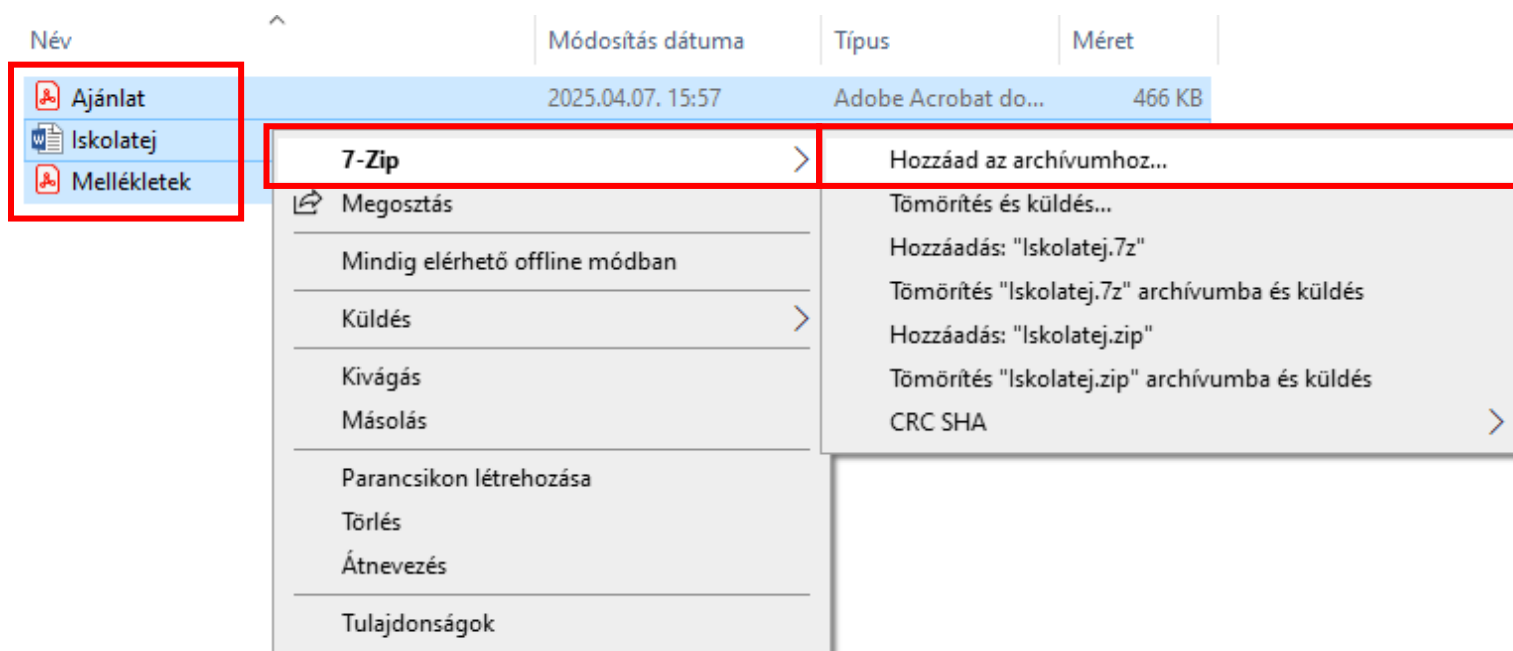 Név Módosítás dátuma Típus Méret
Ajánlat 2025.04.07. 15:57 Adobe Acrobat do... 466 KB
Iskolatej
Mellékletek
7-Zip
Megosztás
Mindig elérhető offline módban
Küldés
Kivágás
Másolás
Parancsikon létrehozása
Törlés
Átnevezés
Tulajdonságok
Hozzáad az archívumhoz...
Tömörítés és küldés...
Hozzáadás: "Iskolatej.7z"
Tömörítés "Iskolatej.7z" archívumba és küldés
Hozzáadás: "Iskolatej.zip"
Tömörítés "Iskolatej.zip" archívumba és küldés
CRC SHA